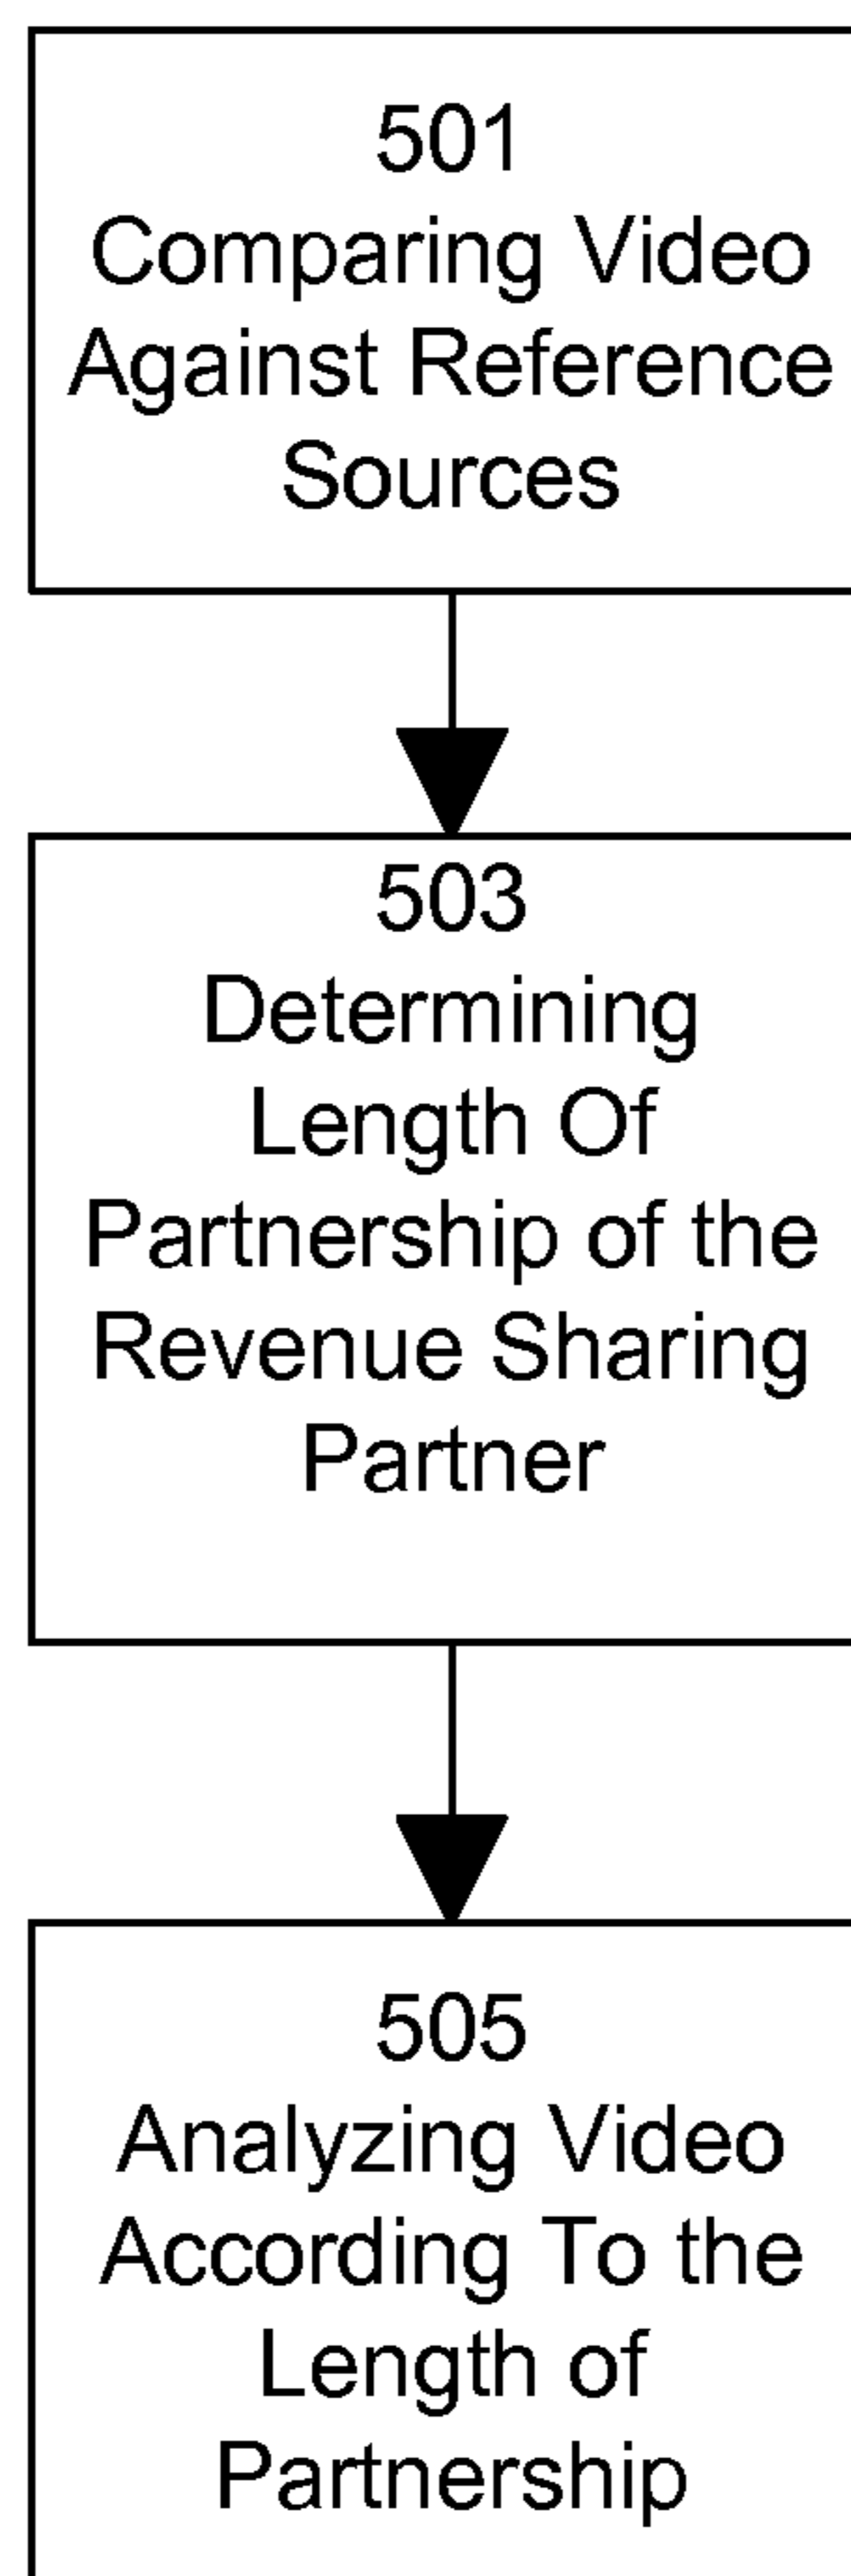 501
Comparing Video
Against Reference
Sources
503
Determining
Length Of
Partnership of the
Revenue Sharing
Partner
505
Analyzing Video
According To the
Length of
Partnership